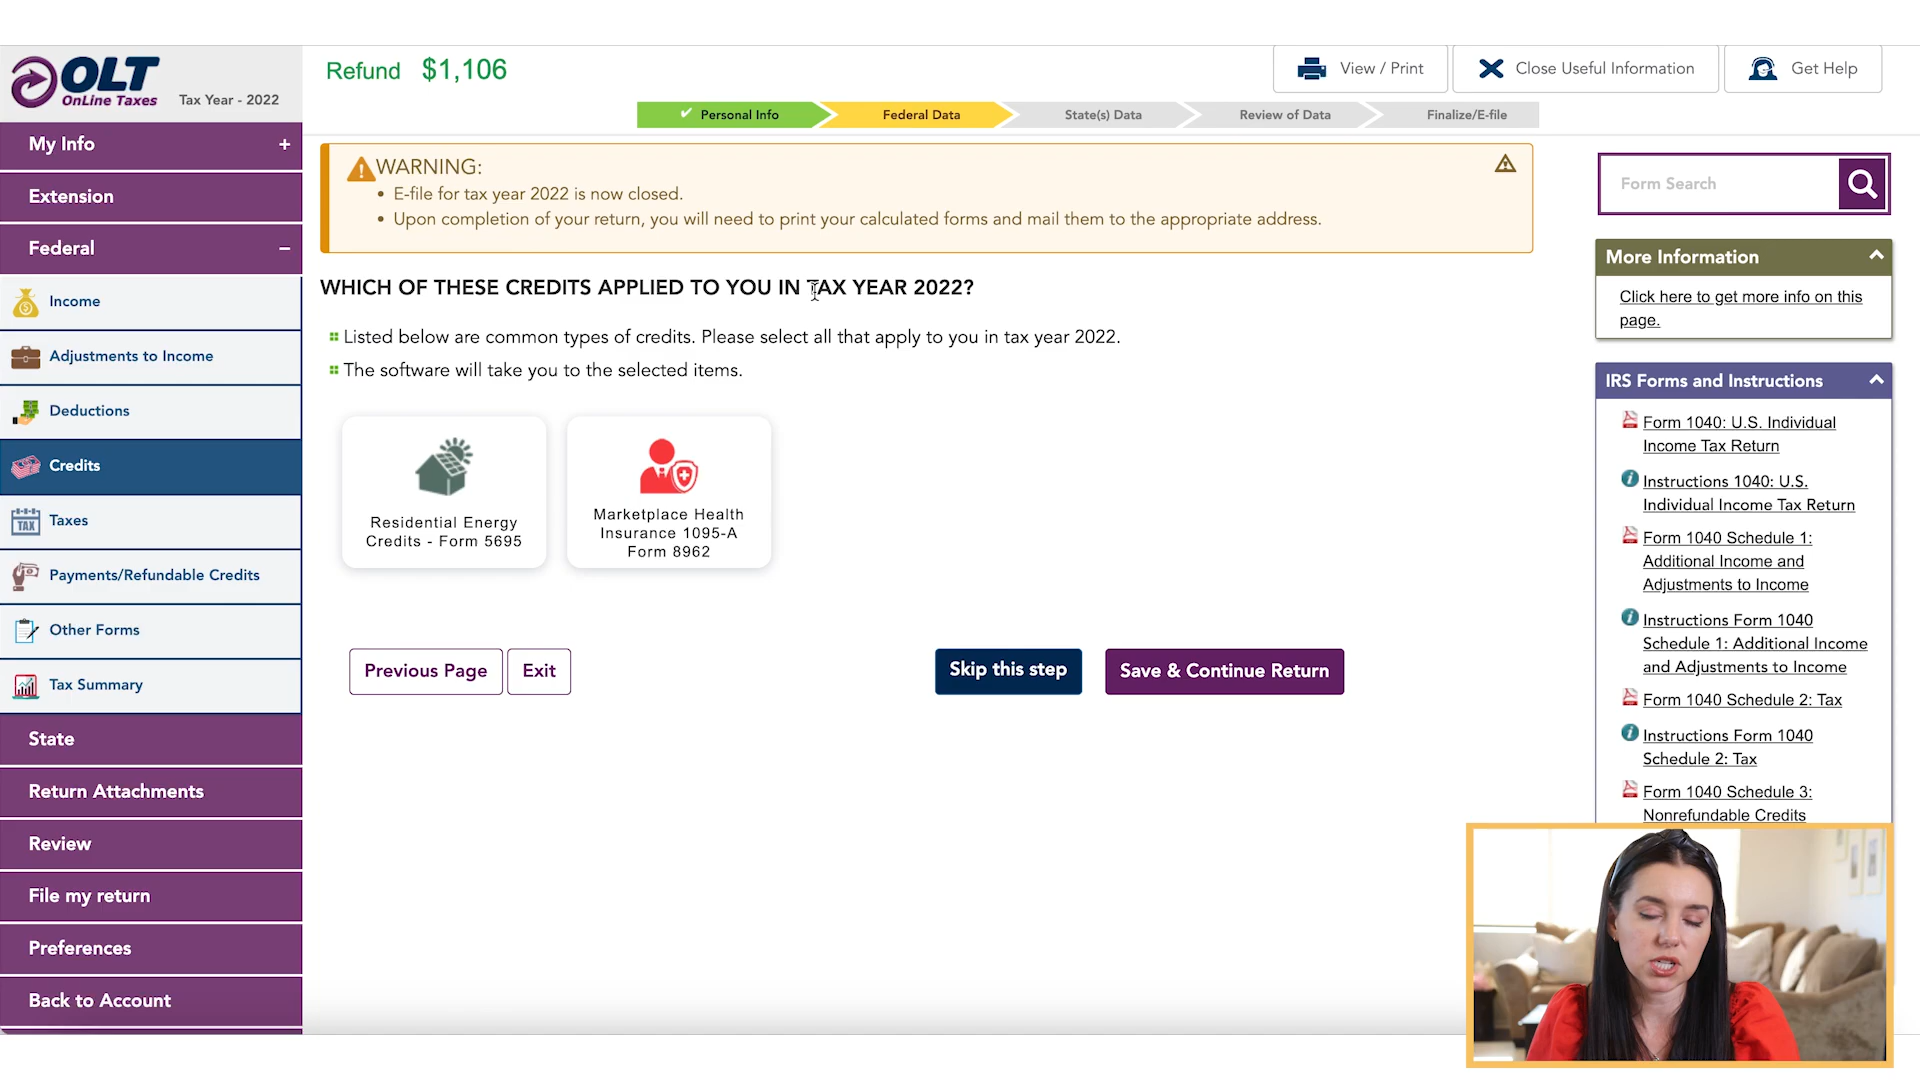 OLT
OnLine Taxes
Tax Year - 2022
Refund $1,106
View / Print
Close Useful Information
Get Help
Personal Info
Federal Data
State(s) Data
Review of Data
Finalize/E-file
My Info +
Extension
Federal −
Income
Adjustments to Income
Deductions
Credits
Taxes
TAX
Payments/Refundable Credits
Other Forms
Tax Summary
State
Return Attachments
Review
File my return
Preferences
Back to Account
WARNING:
• E-file for tax year 2022 is now closed.
• Upon completion of your return, you will need to print your calculated forms and mail them to the appropriate address.
WHICH OF THESE CREDITS APPLIED TO YOU IN TAX YEAR 2022?
Listed below are common types of credits. Please select all that apply to you in tax year 2022.
The software will take you to the selected items.
Residential Energy
Credits - Form 5695
Marketplace Health
Insurance 1095-A
Form 8962
Previous Page
Exit
Skip this step
Save & Continue Return
Form Search
More Information
Click here to get more info on this
page.
IRS Forms and Instructions
Form 1040: U.S. Individual
Income Tax Return
Instructions 1040: U.S.
Individual Income Tax Return
Form 1040 Schedule 1:
Additional Income and
Adjustments to Income
Instructions Form 1040
Schedule 1: Additional Income
and Adjustments to Income
Form 1040 Schedule 2: Tax
Instructions Form 1040
Schedule 2: Tax
Form 1040 Schedule 3:
Nonrefundable Credits